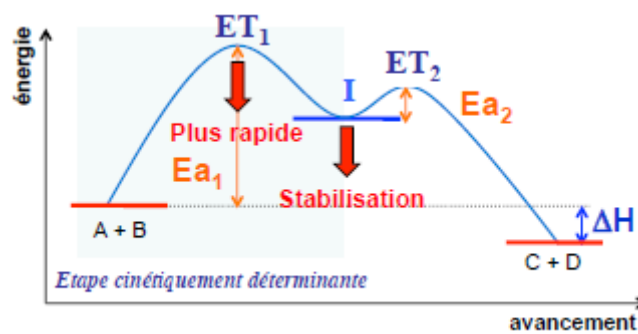 énergie
ET1
ET2
I
Plus rapide
Ea2
Ea1
Stabilisation
ΔH
A + B
C + D
Etape cinétiquement déterminante
avancement